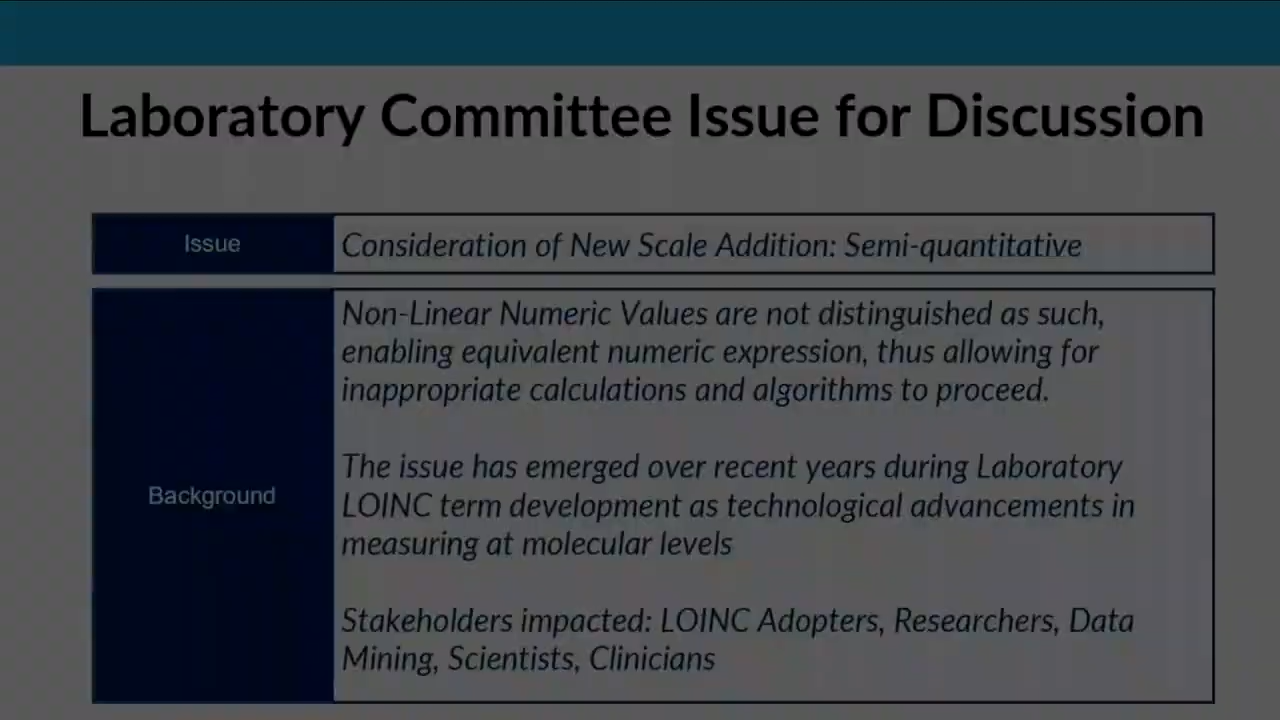 Laboratory Committee Issue for Discussion
Issue
Consideration of New Scale Addition: Semi-quantitative
Background
Non-Linear Numeric Values are not distinguished as such,
enabling equivalent numeric expression, thus allowing for
inappropriate calculations and algorithms to proceed.
The issue has emerged over recent years during Laboratory
LOINC term development as technological advancements in
measuring at molecular levels
Stakeholders impacted: LOINC Adopters, Researchers, Data
Mining, Scientists, Clinicians